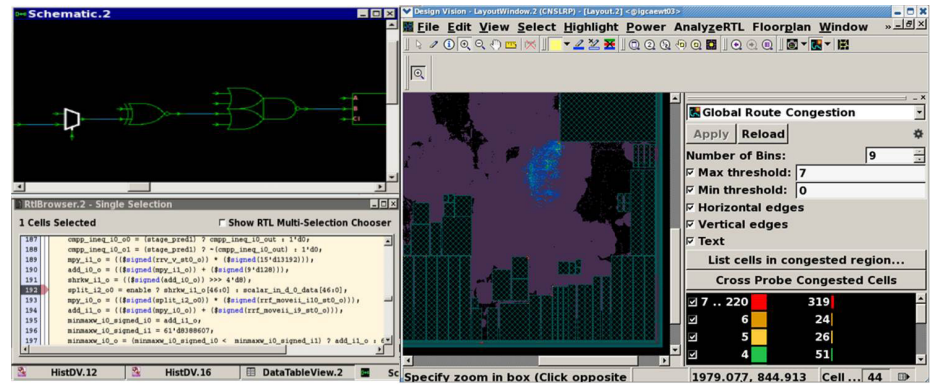 Schematic.2
A
B
CI
RtlBrowser.2 - Single Selection
1 Cells Selected
Show RTL Multi-Selection Chooser
187 cmpp_ineq_i0_o0 = (stage_pred1) ? cmpp_ineq_i0_out : 1'd0;
188 cmpp_ineq_i0_o1 = (stage_pred1) ? ~(cmpp_ineq_i0_out) : 1'd0;
189 mpy_i1_o = (($signed(rrv_v_st0_o)) * ($signed(15'd13192)));
190 add_i0_o = (($signed(mpy_i1_o)) + ($signed(9'd128)));
191 shrkw_i1_o = (($signed(add_i0_o)) >>> 4'd8);
192 split_i2_o0 = enable ? shrkw_i1_o[46:0] : scalar_in_d_0_data[46:0];
193 mpy_i0_o = (($signed(split_i2_o0)) * ($signed(rrf_moveii_i10_st0_o)));
194 add_i1_o = (($signed(mpy_i0_o)) + ($signed(rrf_moveii_i9_st0_o)));
195 minmaxw_i0_signed_i0 = add_i1_o;
196 minmaxw_i0_signed_i1 = 61'd8388607;
197 minmaxw_i0_o = (minmaxw_i0_signed_i0 < minmaxw_i0_signed_i1) ? add_i1_o : 6
HistDV.12
HistDV.16
DataTableView.2
Sc
Design Vision - LayoutWindow.2 (CNSLRP) - [Layout.2] <@igcaewt03>
File Edit View Select Highlight Power AnalyzeRTL Floorplan Window »
Global Route Congestion
Apply Reload
Number of Bins: 9
Max threshold: 7
Min threshold: 0
Horizontal edges
Vertical edges
Text
List cells in congested region...
Cross Probe Congested Cells
7 .. 220 319
6 24
5 26
4 51
Specify zoom in box (Click opposite
1979.077, 844.913 Cell ... 44